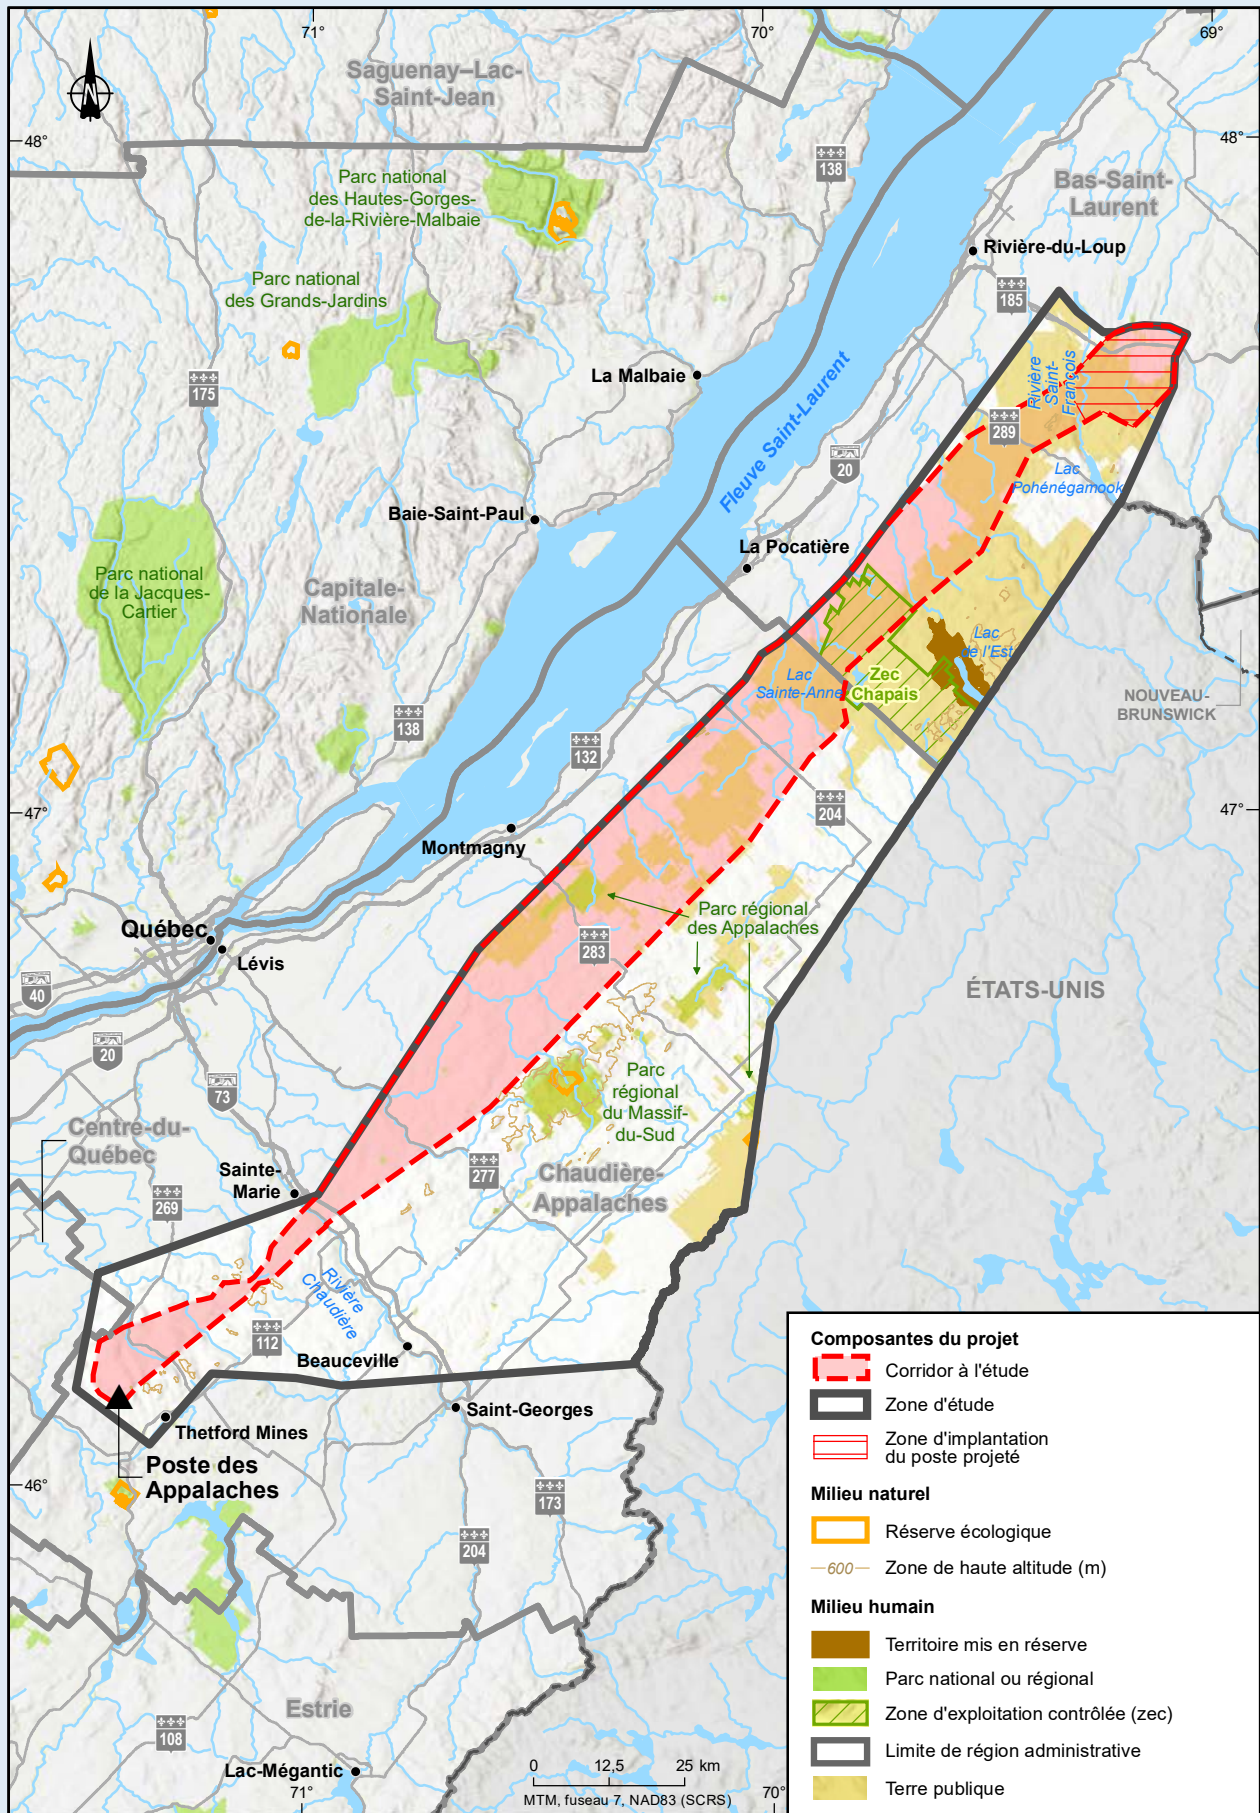 71°
70°
69°
N
Saguenay–Lac-
Saint-Jean
48°
48°
138
Parc national
des Hautes-Gorges-
de-la-Rivière-Malbaie
Bas-Saint-
Laurent
Rivière-du-Loup
Parc national
des Grands-Jardins
185
175
La Malbaie
Rivière
Saint-
François
289
Fleuve Saint-Laurent
20
Lac
Pohénégamook
Baie-Saint-Paul
La Pocatière
Parc national
de la Jacques-
Cartier
Capitale-
Nationale
Lac
de l'Est
Lac
Sainte-Anne
Zec
Chapais
NOUVEAU-
BRUNSWICK
138
132
47°
204
47°
Montmagny
Parc régional
des Appalaches
Québec
Lévis
283
40
ÉTATS-UNIS
20
73
Parc
régional
du Massif-
du-Sud
Centre-du-
Québec
Sainte-
Marie
277
Chaudière-
Appalaches
269
Rivière
Chaudière
112
Beauceville
Saint-Georges
Thetford Mines
Poste des
Appalaches
46°
173
204
Estrie
108
Lac-Mégantic
71°
70°
0 12,5 25 km
MTM, fuseau 7, NAD83 (SCRS)
Composantes du projet
Corridor à l'étude
Zone d'étude
Zone d'implantation
du poste projeté
Milieu naturel
Réserve écologique
600 Zone de haute altitude (m)
Milieu humain
Territoire mis en réserve
Parc national ou régional
Zone d'exploitation contrôlée (zec)
Limite de région administrative
Terre publique